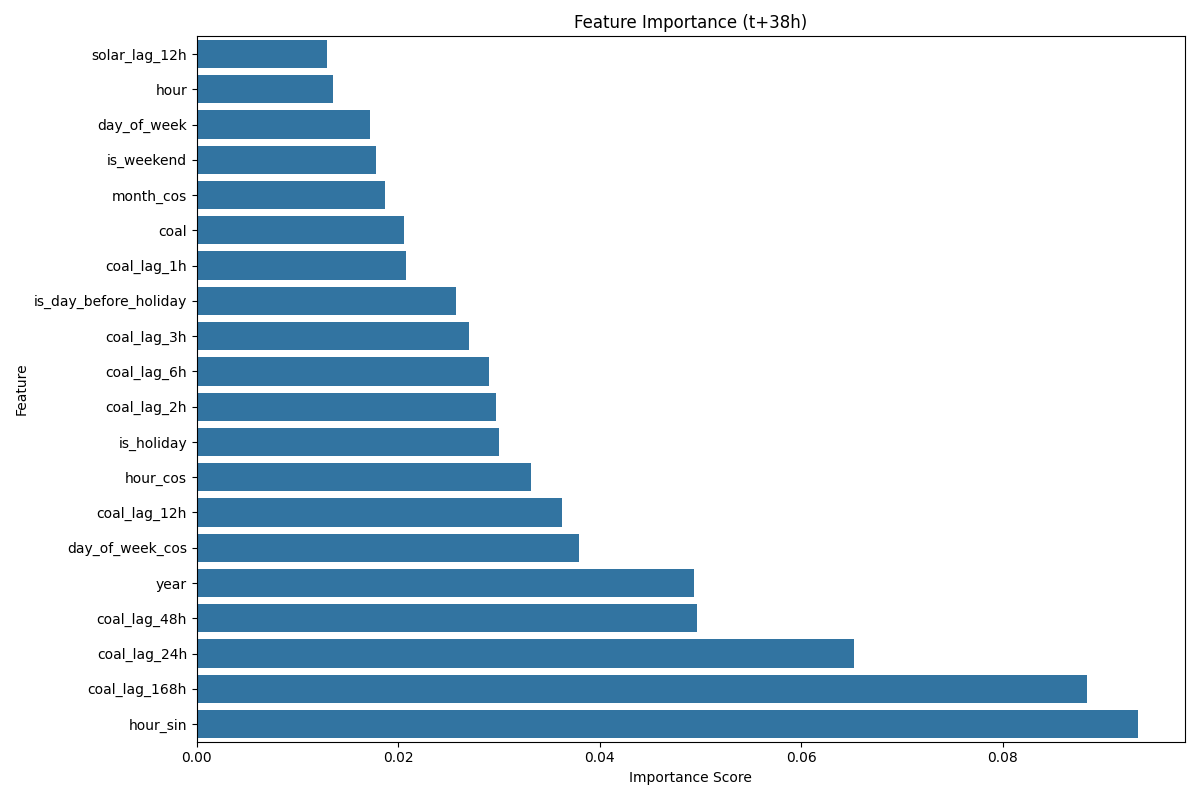 Feature Importance (t+38h)
Feature
solar_lag_12h
hour
day_of_week
is_weekend
month_cos
coal
coal_lag_1h
is_day_before_holiday
coal_lag_3h
coal_lag_6h
coal_lag_2h
is_holiday
hour_cos
coal_lag_12h
day_of_week_cos
year
coal_lag_48h
coal_lag_24h
coal_lag_168h
hour_sin
0.00 0.02 0.04 0.06 0.08
Importance Score